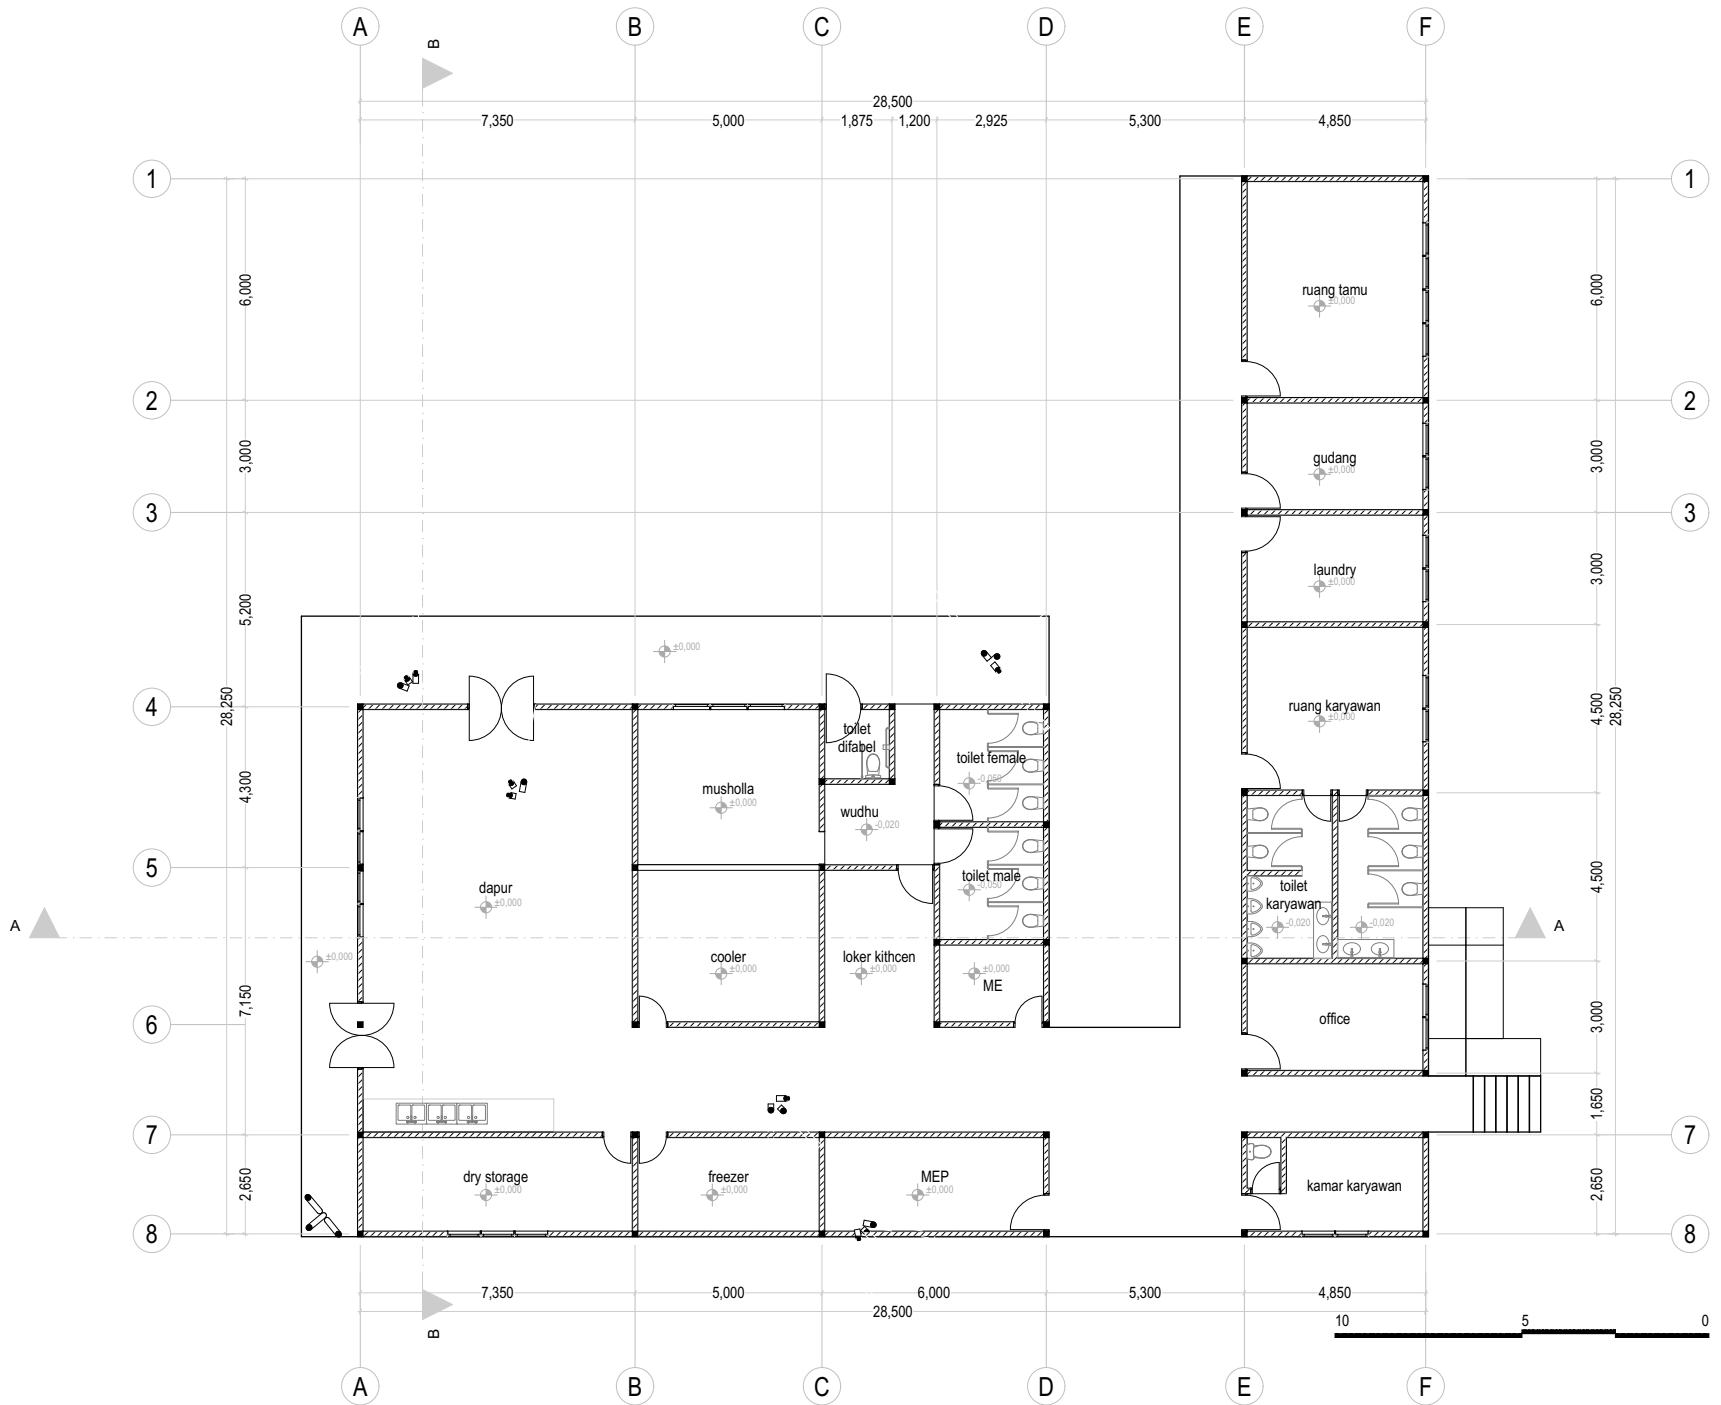 A B C D E F
B
28,500
7,350 5,000 1,875 1,200 2,925 5,300 4,850
1 1
6,000 6,000
ruang tamu
±0,000
2 2
3,000 3,000
gudang
±0,000
3 3
3,000
laundry
±0,000
5,200
±0,000
28,250 28,250
4
ruang karyawan
±0,000
4,500
toilet
difabel
toilet female
-0,050
4,300
musholla
±0,000
wudhu
-0,020
5
dapur
±0,000
toilet male
-0,050
toilet
karyawan
-0,020 -0,020
4,500
A A
±0,000
cooler
±0,000
loker kithcen
±0,000
±0,000
ME
7,150
6
office
3,000
1,650
7 7
dry storage
±0,000
freezer
±0,000
MEP
±0,000
kamar karyawan
2,650 2,650
8 8
7,350 5,000 6,000 5,300 4,850
28,500
B
10 5 0
A B C D E F